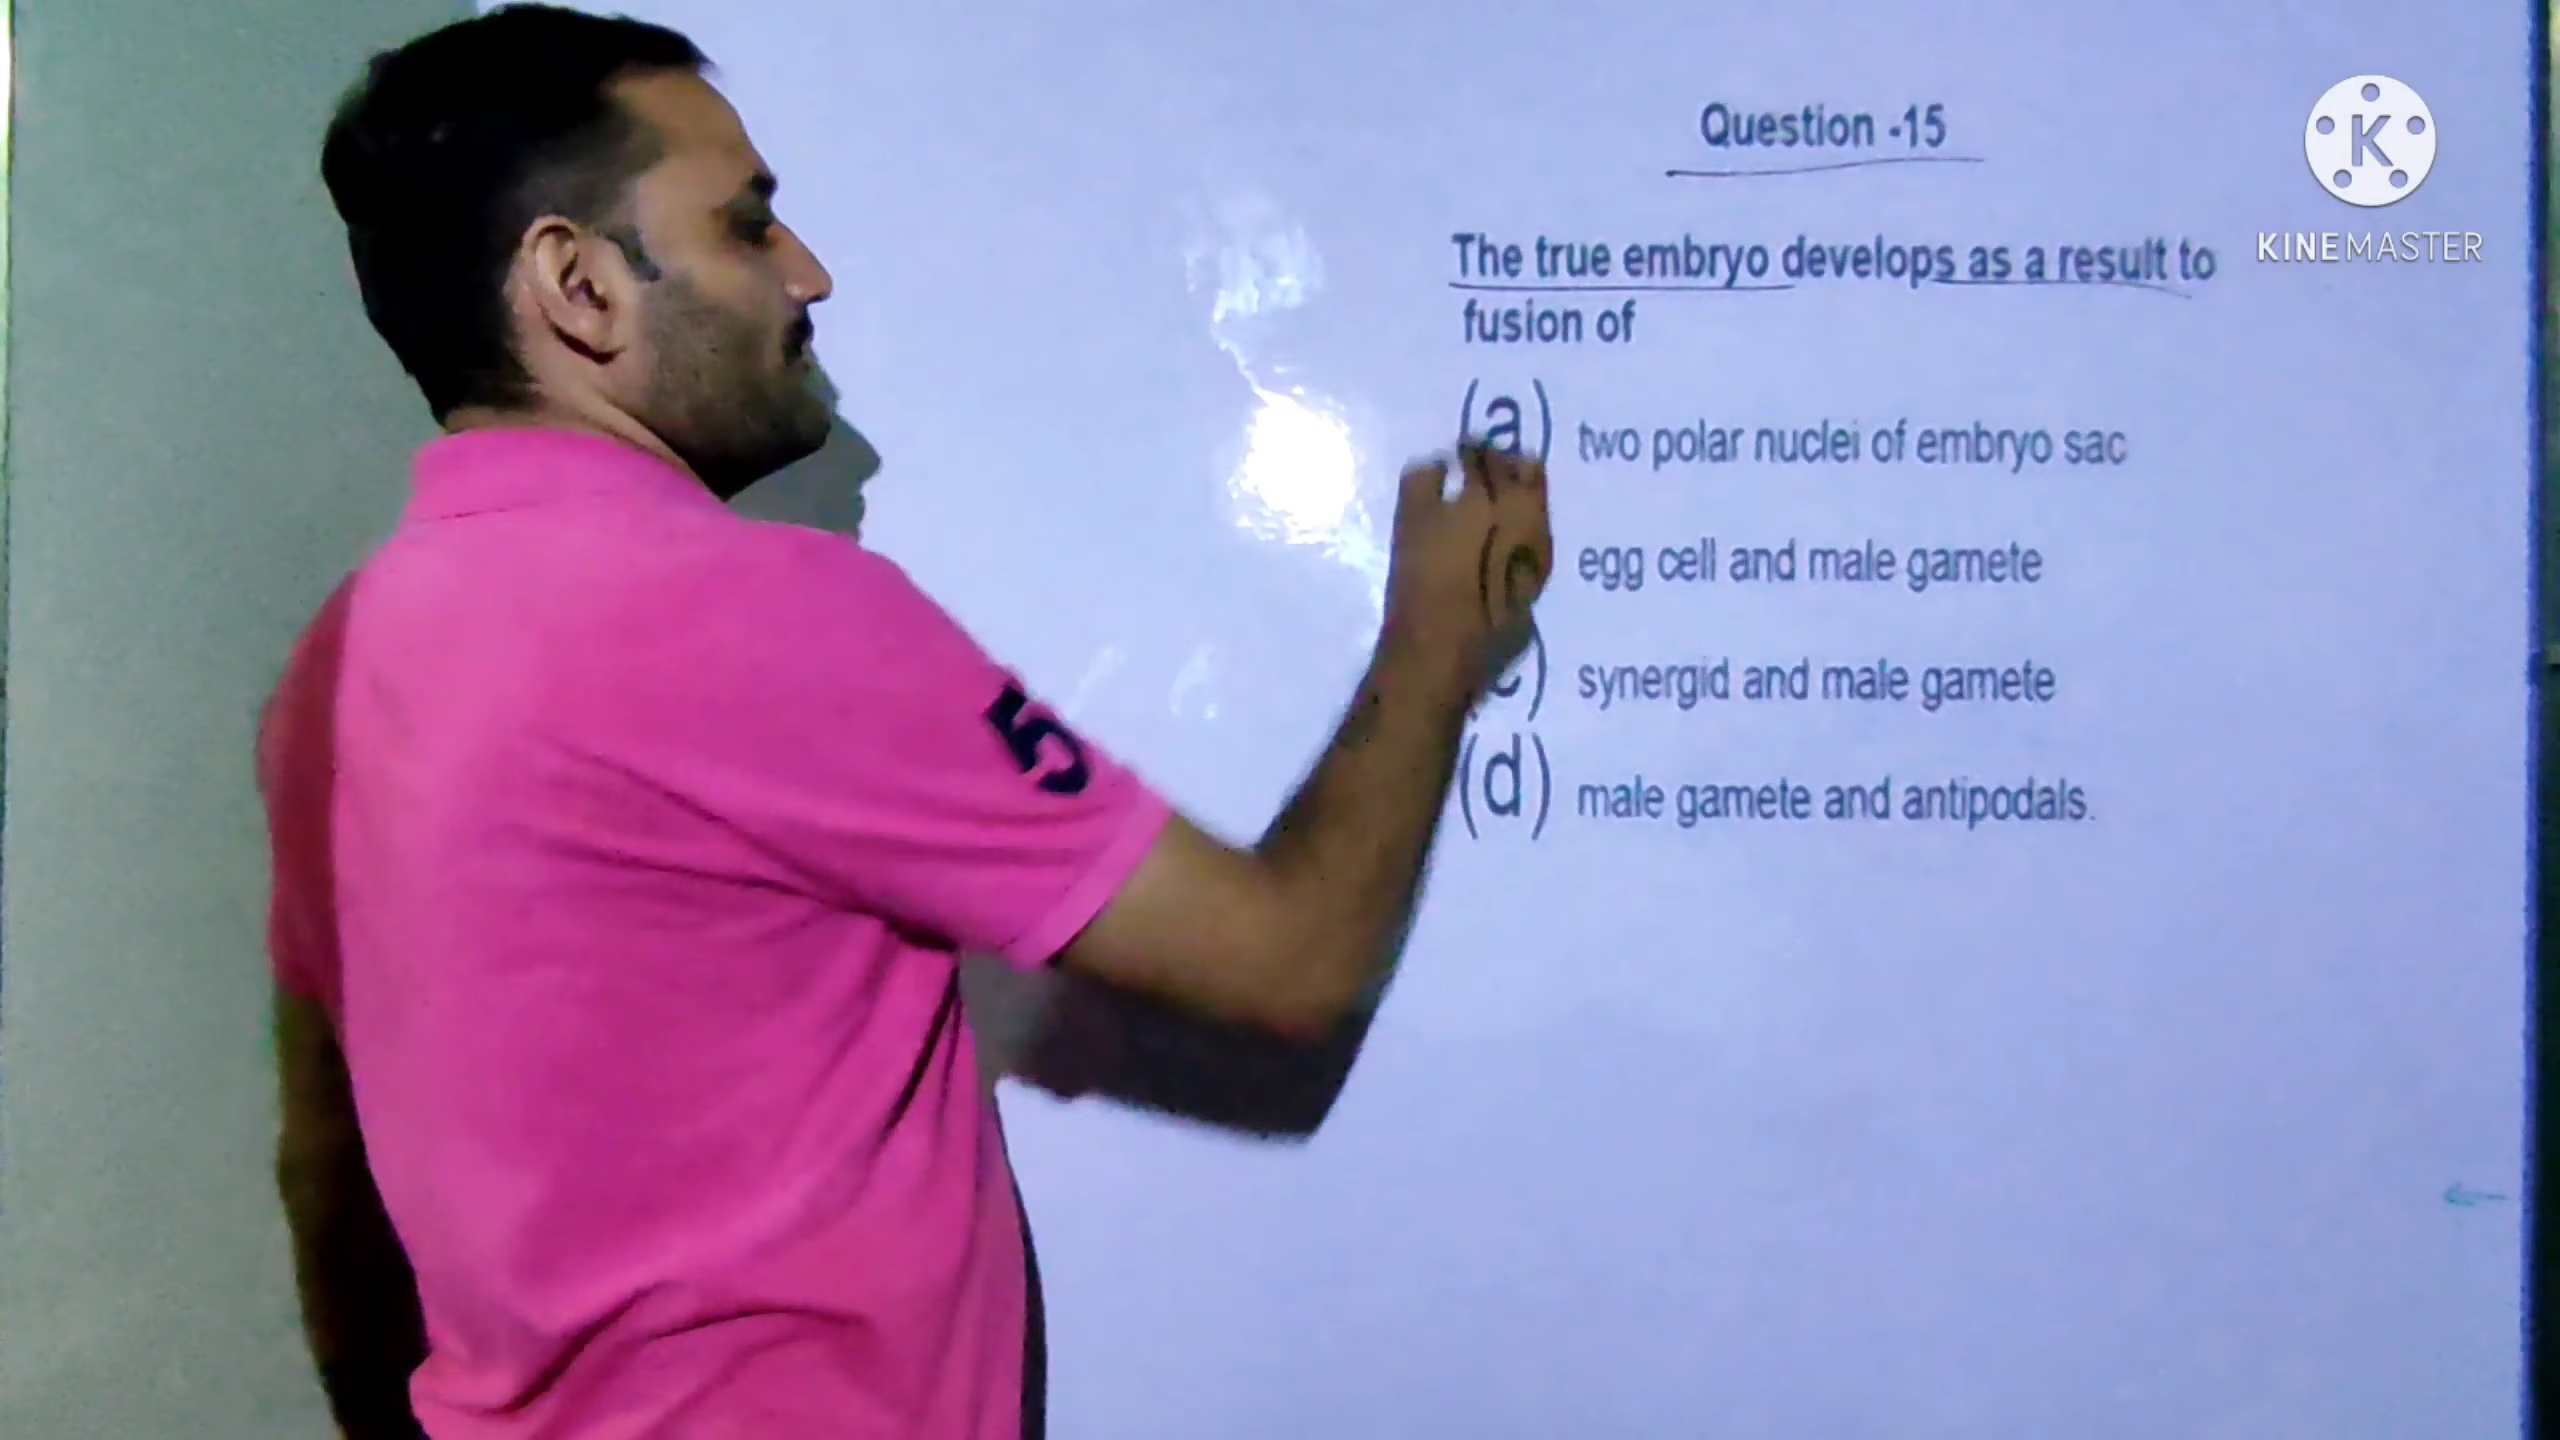 Question -15
K
KINEMASTER
The true embryo develops as a result to
fusion of
(a) two polar nuclei of embryo sac
egg cell and male gamete
synergid and male gamete
(d) male gamete and antipodals.
5